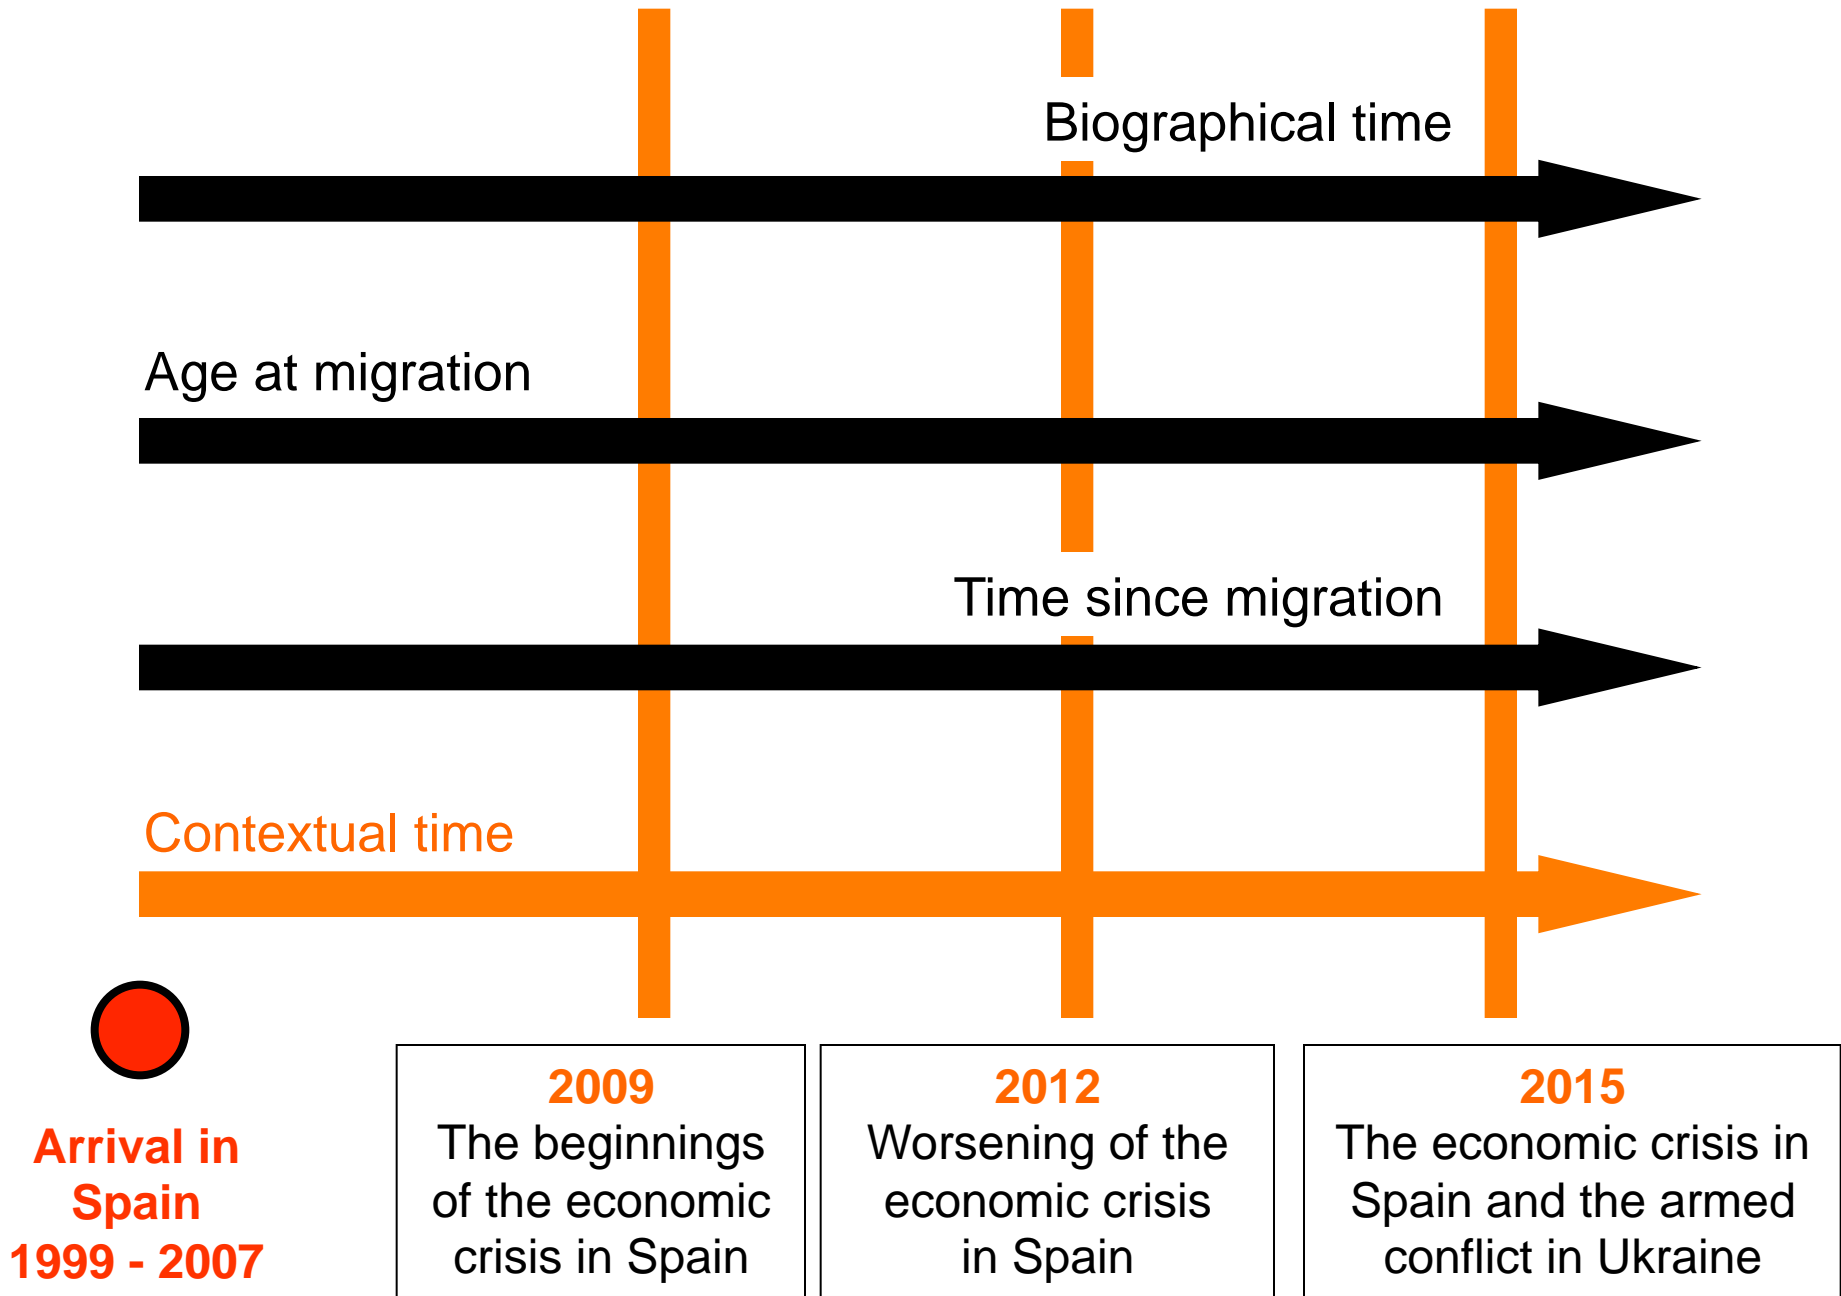 Biographical time
Age at migration
Time since migration
Contextual time
Arrival in
Spain
1999 - 2007
2009
The beginnings
of the economic
crisis in Spain
2012
Worsening of the
economic crisis
in Spain
2015
The economic crisis in
Spain and the armed
conflict in Ukraine